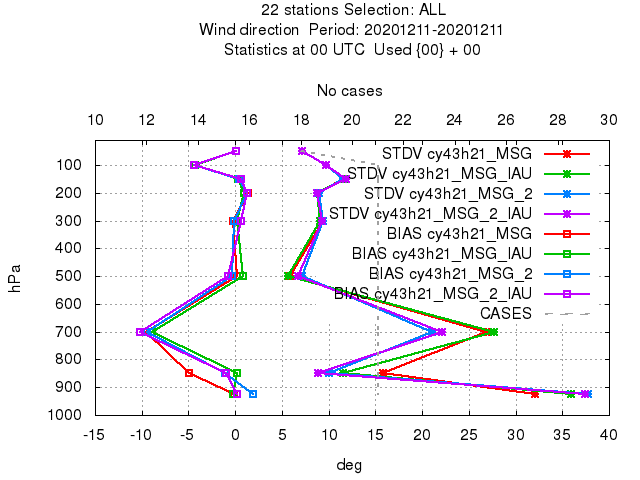 22 stations Selection: ALL
Wind direction  Period: 20201211-20201211
Statistics at 00 UTC  Used {00} + 00
No cases
10 12 14 16 18 20 22 24 26 28 30
STDV cy43h21_MSG
100
STDV cy43h21_MSG_IAU
200
STDV cy43h21_MSG_2
STDV cy43h21_MSG_2_IAU
300
BIAS cy43h21_MSG
400
BIAS cy43h21_MSG_IAU
500
BIAS cy43h21_MSG_2
BIAS cy43h21_MSG_2_IAU
600
CASES
700
800
900
1000
hPa
-15 -10 -5 0 5 10 15 20 25 30 35 40
deg